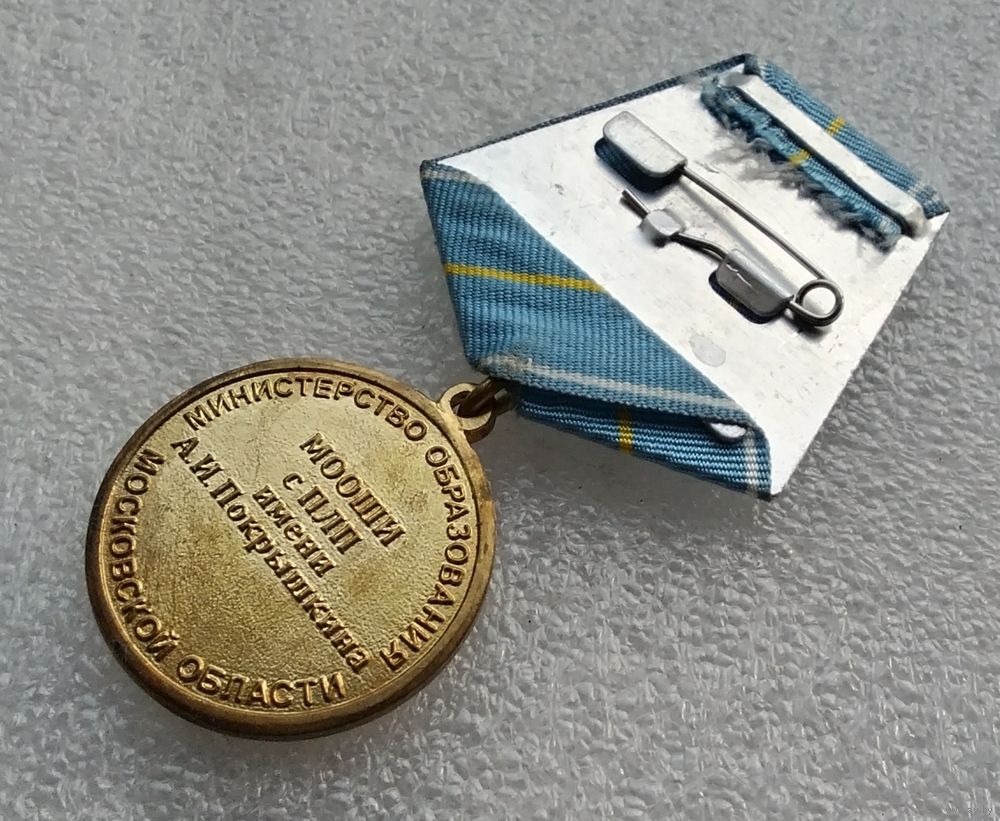 МИНИСТЕРСТВО ОБРАЗОВАНИЯ
МОСКОВСКОЙ ОБЛАСТИ
МООШИ
с ПЛП
имени
А.И.Покрышкина